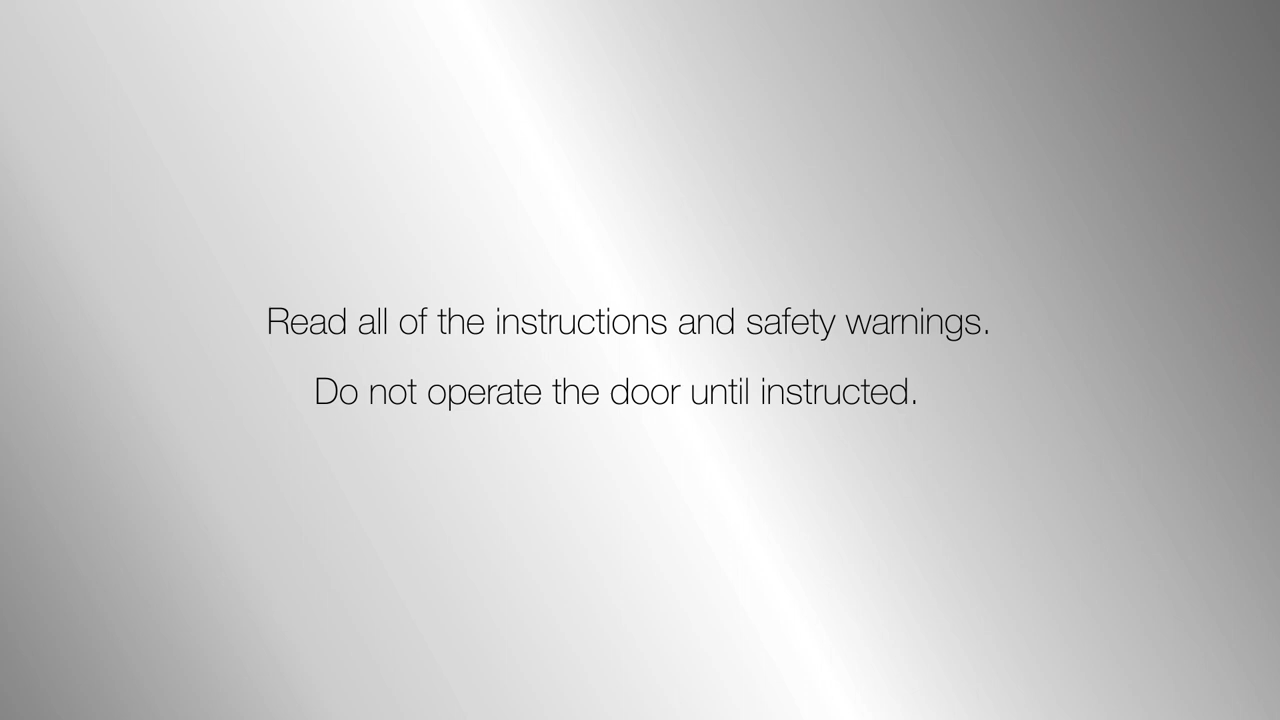 Read all of the instructions and safety warnings.
Do not operate the door until instructed.